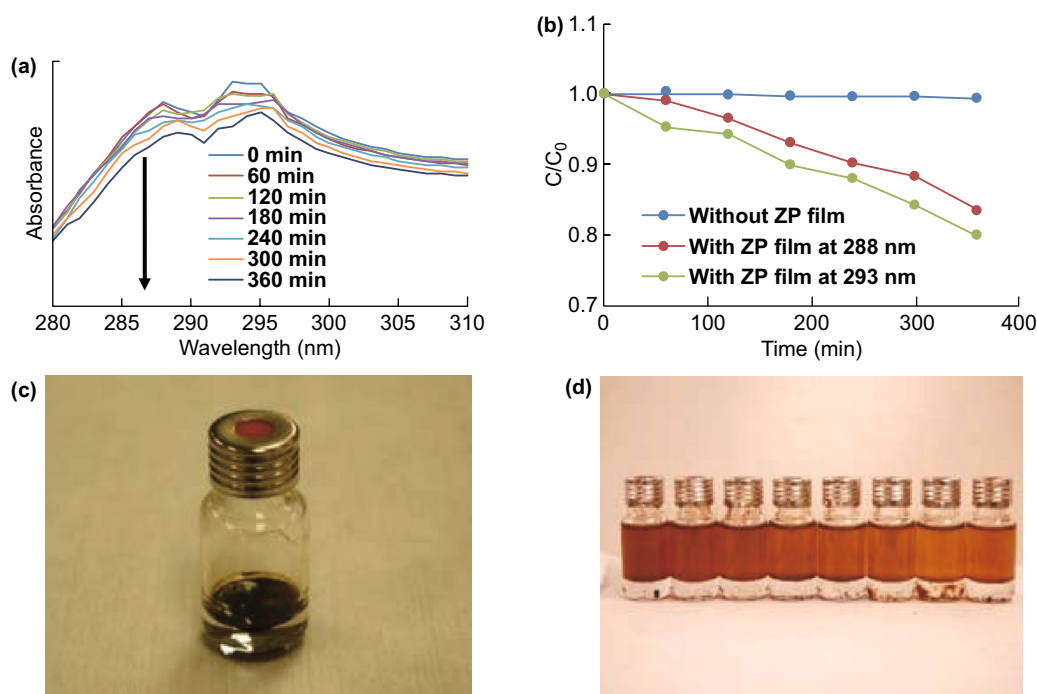 (a)
Absorbance
0 min
60 min
120 min
180 min
240 min
300 min
360 min
280 285 290 295 300 305 310
Wavelength (nm)
(b)
1.1
1.0
0.9
0.8
0.7
C/C₀
Without ZP film
With ZP film at 288 nm
With ZP film at 293 nm
0 100 200 300 400
Time (min)
(c)
(d)